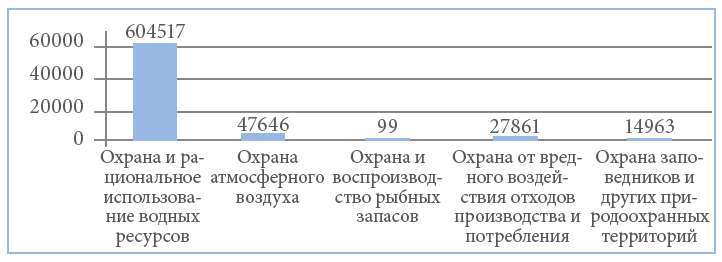 604517
60000
40000
20000
0
47646
99
27861
14963
Охрана и ра-
циональное
использова-
ние водных
ресурсов
Охрана
атмосферного
воздуха
Охрана и
воспроизвод-
ство рыбных
запасов
Охрана от вред-
ного воздей-
ствия отходов
производства и
потребления
Охрана запо-
ведников и
других при-
родоохранных
территорий